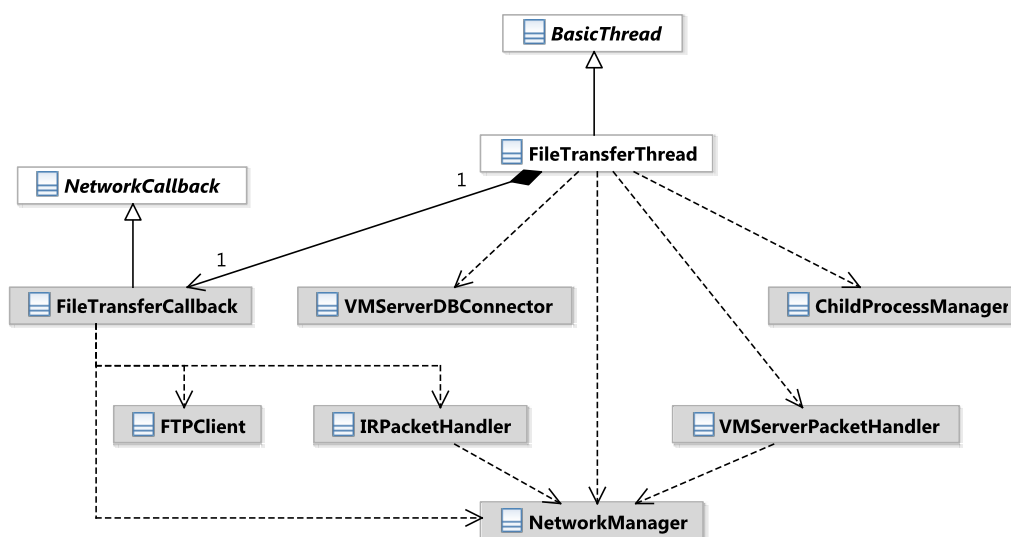 BasicThread
FileTransferThread
NetworkCallback
1
1
FileTransferCallback
VMServerDBConnector
ChildProcessManager
FTPClient
IRPacketHandler
VMServerPacketHandler
NetworkManager